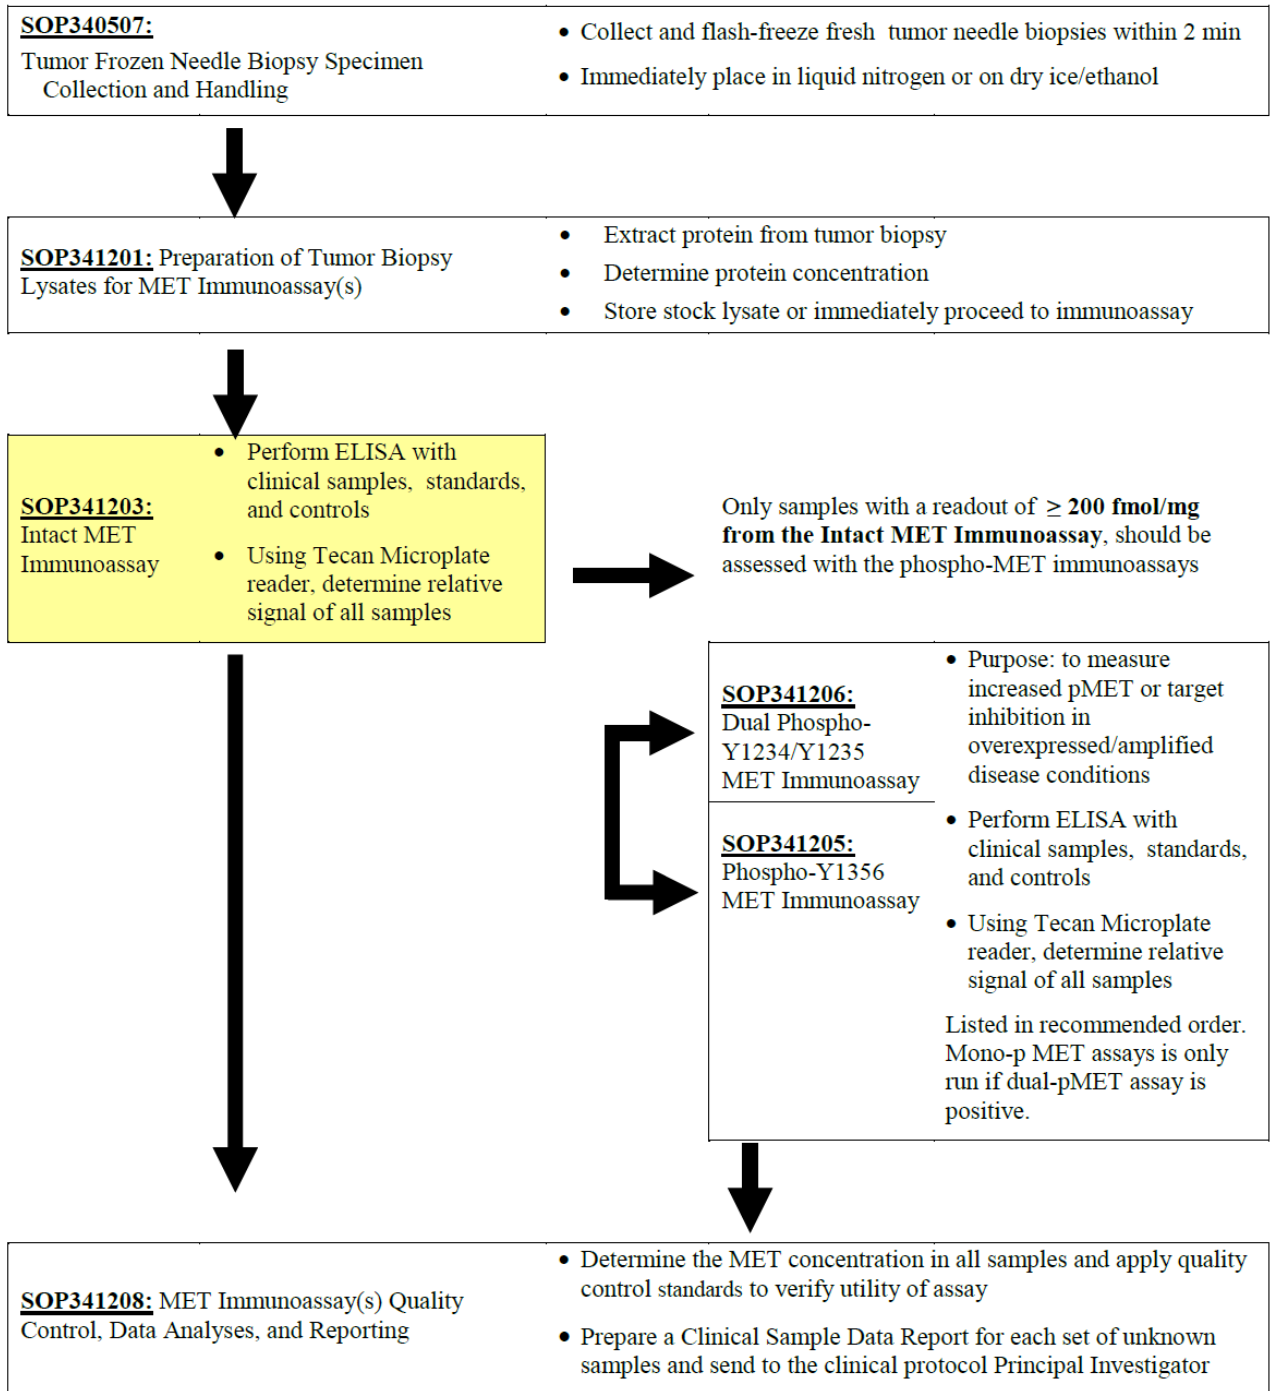 SOP340507:
Tumor Frozen Needle Biopsy Specimen
Collection and Handling
• Collect and flash-freeze fresh tumor needle biopsies within 2 min
• Immediately place in liquid nitrogen or on dry ice/ethanol
SOP341201: Preparation of Tumor Biopsy
Lysates for MET Immunoassay(s)
• Extract protein from tumor biopsy
• Determine protein concentration
• Store stock lysate or immediately proceed to immunoassay
SOP341203:
Intact MET
Immunoassay
• Perform ELISA with
clinical samples, standards,
and controls
• Using Tecan Microplate
reader, determine relative
signal of all samples
Only samples with a readout of ≥ 200 fmol/mg
from the Intact MET Immunoassay, should be
assessed with the phospho-MET immunoassays
SOP341206:
Dual Phospho-
Y1234/Y1235
MET Immunoassay
SOP341205:
Phospho-Y1356
MET Immunoassay
• Purpose: to measure
increased pMET or target
inhibition in
overexpressed/amplified
disease conditions
• Perform ELISA with
clinical samples, standards,
and controls
• Using Tecan Microplate
reader, determine relative
signal of all samples
Listed in recommended order.
Mono-p MET assays is only
run if dual-pMET assay is
positive.
SOP341208: MET Immunoassay(s) Quality
Control, Data Analyses, and Reporting
• Determine the MET concentration in all samples and apply quality
control standards to verify utility of assay
• Prepare a Clinical Sample Data Report for each set of unknown
samples and send to the clinical protocol Principal Investigator